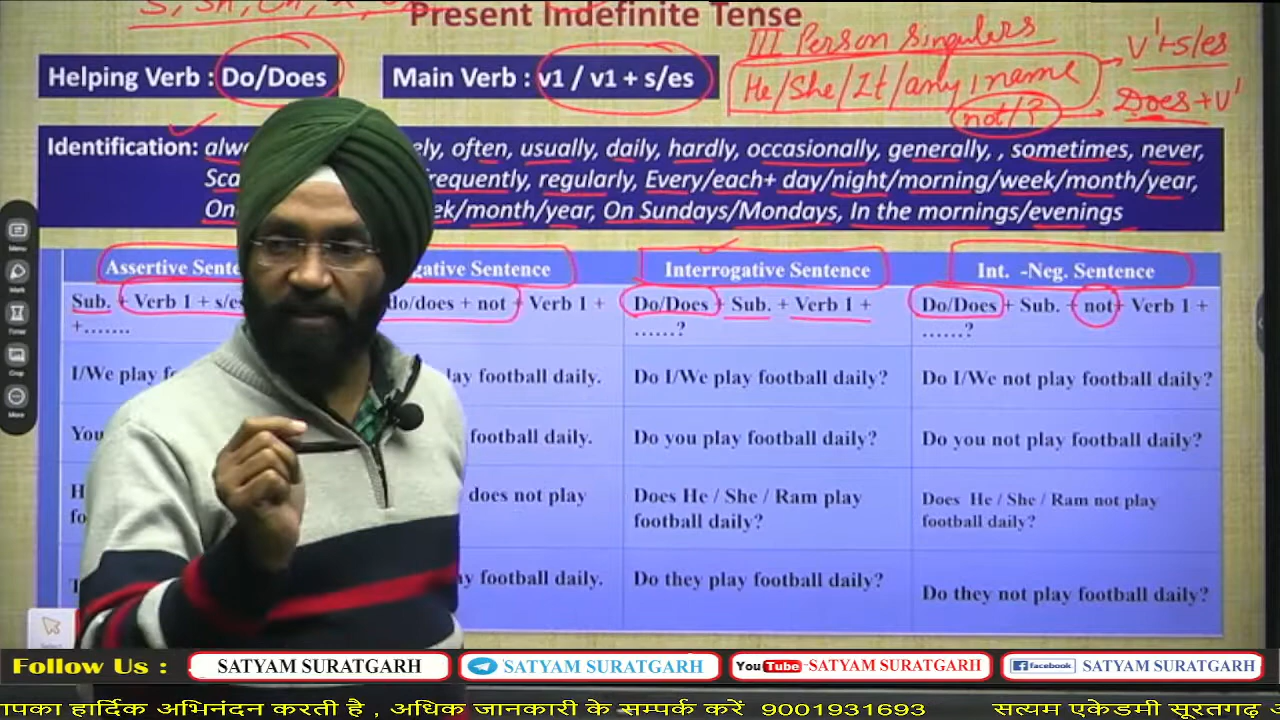 Present Indefinite Tense
III Person Singulers
Helping Verb : Do/Does
Main Verb : v1 / v1 + s/es
He/She/It/any 1 name
V¹+s/es
not/?
Does + V¹
Identification: often, usually, daily, hardly, occasionally, generally, , sometimes, never,
regularly, Every/each+ day/night/morning/week/month/year,
/month/year, On Sundays/Mondays, In the mornings/evenings
Assertive Sentence
Interrogative Sentence
Int. -Neg. Sentence
Sub. + Verb 1 + s/es
+.......
do/does + not + Verb 1 +
Do/Does + Sub. + Verb 1 +
......?
Do/Does + Sub. + not + Verb 1 +
......?
I/We play
play football daily.
Do I/We play football daily?
Do I/We not play football daily?
You
football daily.
Do you play football daily?
Do you not play football daily?
does not play
Does He / She / Ram play
football daily?
Does He / She / Ram not play
football daily?
football daily.
Do they play football daily?
Do they not play football daily?
Menu
Mark
Timer
Crop
More
Select
Follow Us :
SATYAM SURATGARH
SATYAM SURATGARH
YouTube-SATYAM SURATGARH
facebook SATYAM SURATGARH
हार्दिक अभिनंदन करती है , अधिक जानकारी के सम्पर्क करें 9001931693 सत्यम एकेडमी सूरतगढ़